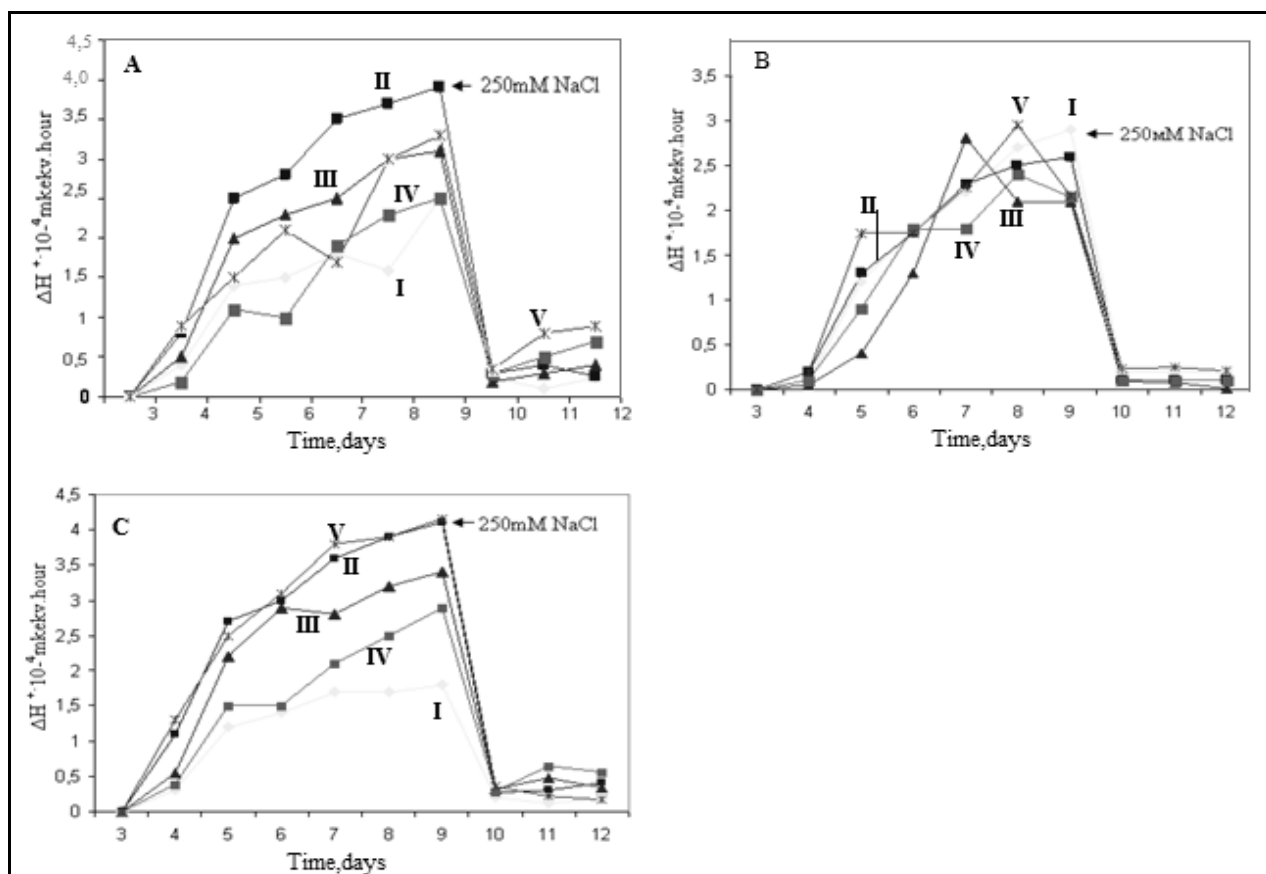 A
ΔH⁺·10⁻⁴mkekv.hour
4,5
4,0
3,5
3
2,5
2
1,5
1
0,5
0
II
250mM NaCl
III
IV
I
V
3 4 5 6 7 8 9 10 11 12
Time,days
B
ΔH⁺·10⁻⁴mkekv.hour
3,5
3
2,5
2
1,5
1
0,5
0
V
I
250мM NaCl
II
III
IV
3 4 5 6 7 8 9 10 11 12
Time,days
C
ΔH⁺·10⁻⁴mkekv.hour
4,5
4
3,5
3
2,5
2
1,5
1
0,5
0
V
250mM NaCl
II
III
IV
I
3 4 5 6 7 8 9 10 11 12
Time,days